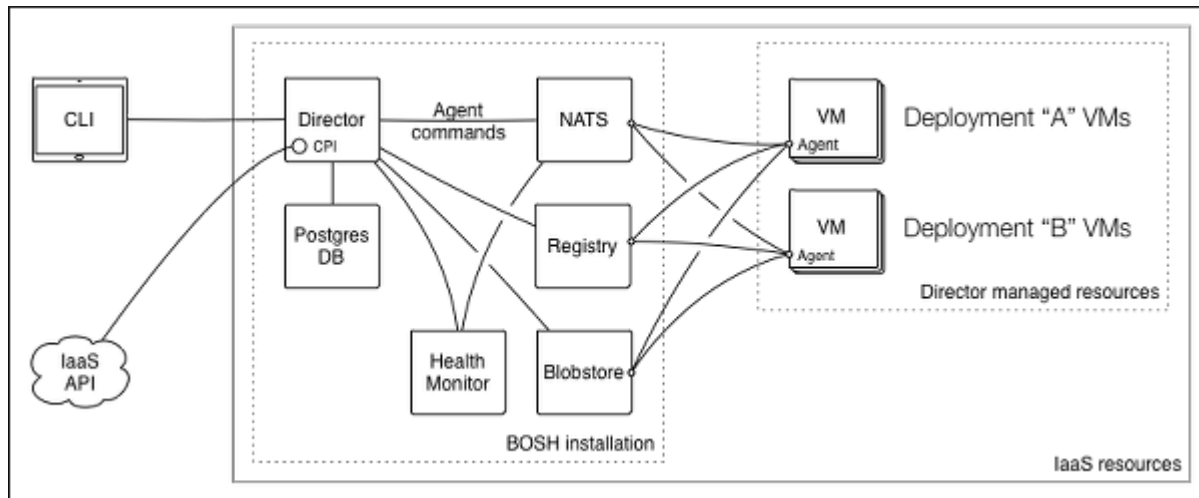 CLI
Director
CPI
Agent
commands
NATS
VM
Agent
Deployment “A” VMs
Postgres
DB
Registry
VM
Agent
Deployment “B” VMs
Director managed resources
IaaS
API
Health
Monitor
Blobstore
BOSH installation
IaaS resources